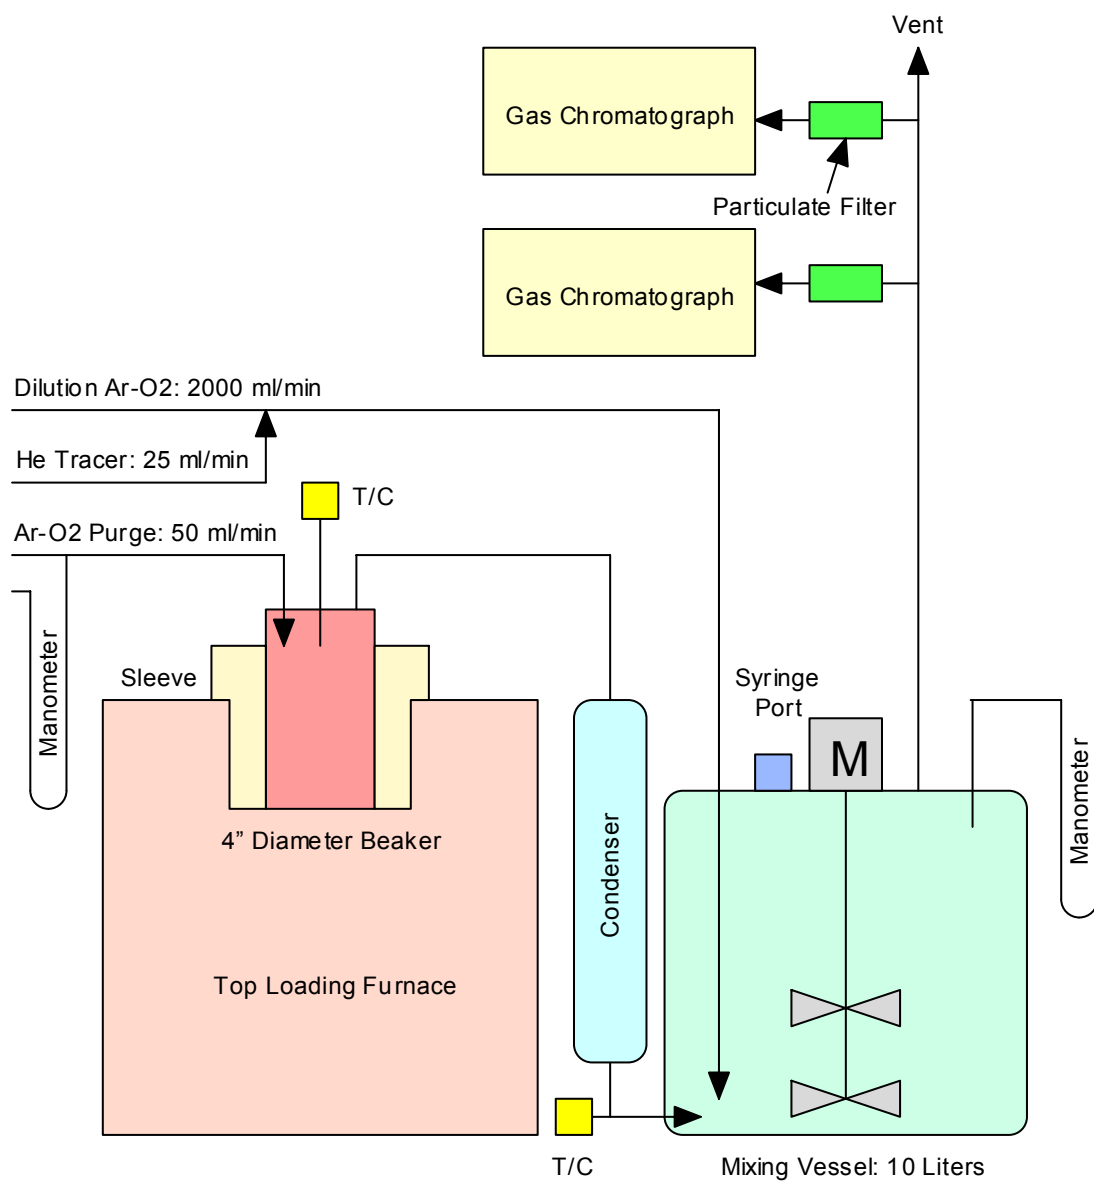 Vent
Gas Chromatograph
Particulate Filter
Gas Chromatograph
Dilution Ar-O2: 2000 ml/min
He Tracer: 25 ml/min
T/C
Ar-O2 Purge: 50 ml/min
Manometer
Sleeve
Syringe
Port
M
Manometer
4” Diameter Beaker
Condenser
Top Loading Furnace
T/C
Mixing Vessel: 10 Liters